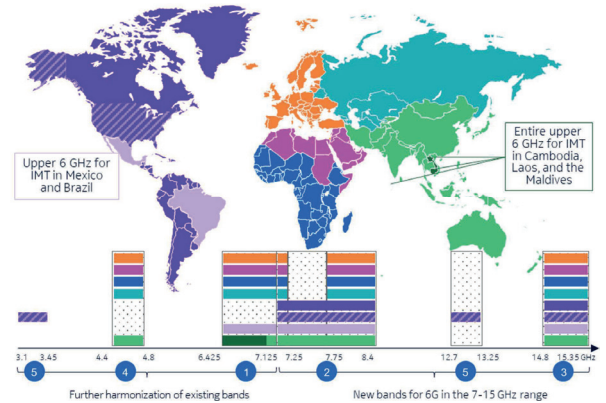 Upper 6 GHz for
IMT in Mexico
and Brazil
Entire upper
6 GHz for IMT
in Cambodia,
Laos, and the
Maldives
3.1 3.45 4.4 4.8 6.425 7.125 7.25 7.75 8.4 12.7 13.25 14.8 15.35 GHz
5 4 1 2 5 3
Further harmonization of existing bands
New bands for 6G in the 7-15 GHz range